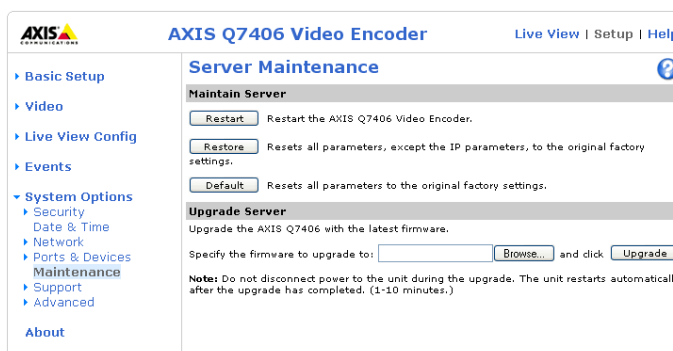 AXIS
COMMUNICATIONS
AXIS Q7406 Video Encoder
Live View | Setup | Help
Basic Setup
Video
Live View Config
Events
System Options
Security
Date & Time
Network
Ports & Devices
Maintenance
Support
Advanced
About
Server Maintenance
?
Maintain Server
Restart Restart the AXIS Q7406 Video Encoder.
Restore Resets all parameters, except the IP parameters, to the original factory
settings.
Default Resets all parameters to the original factory settings.
Upgrade Server
Upgrade the AXIS Q7406 with the latest firmware.
Specify the firmware to upgrade to: Browse... and click Upgrade
Note: Do not disconnect power to the unit during the upgrade. The unit restarts automaticall
after the upgrade has completed. (1-10 minutes.)